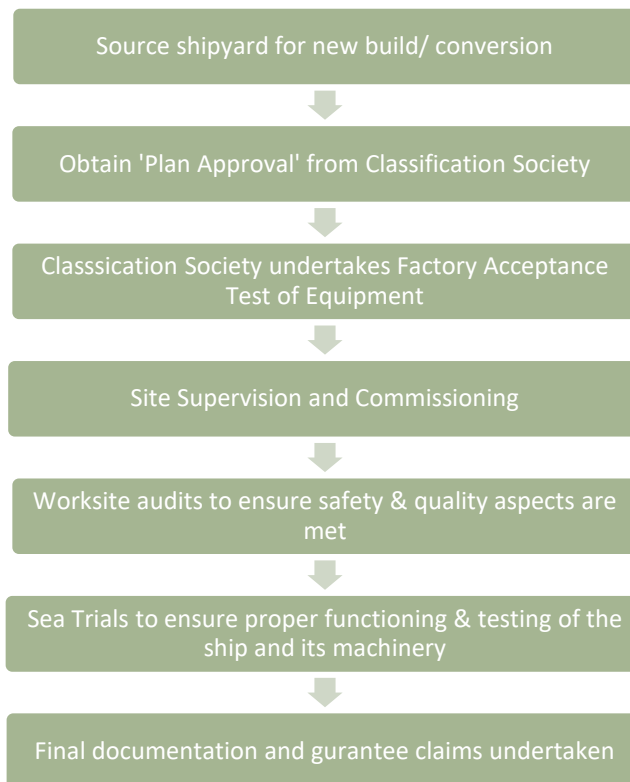 Source shipyard for new build/ conversion
Obtain 'Plan Approval' from Classification Society
Classsication Society undertakes Factory Acceptance
Test of Equipment
Site Supervision and Commissioning
Worksite audits to ensure safety & quality aspects are
met
Sea Trials to ensure proper functioning & testing of the
ship and its machinery
Final documentation and gurantee claims undertaken